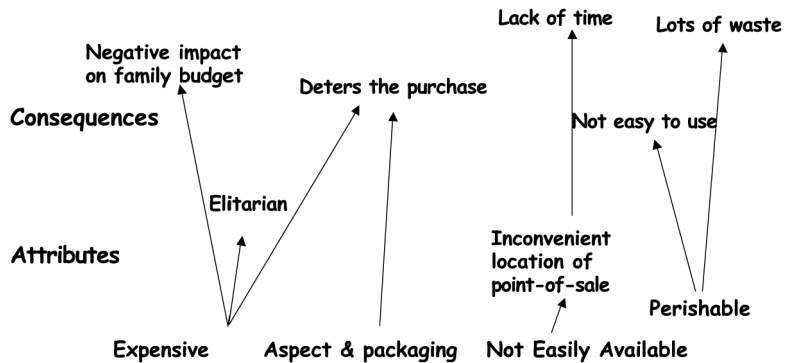 Lack of time
Lots of waste
Negative impact
on family budget
Deters the purchase
Consequences
Not easy to use
Elitarian
Attributes
Inconvenient
location of
point-of-sale
Perishable
Expensive
Aspect & packaging
Not Easily Available